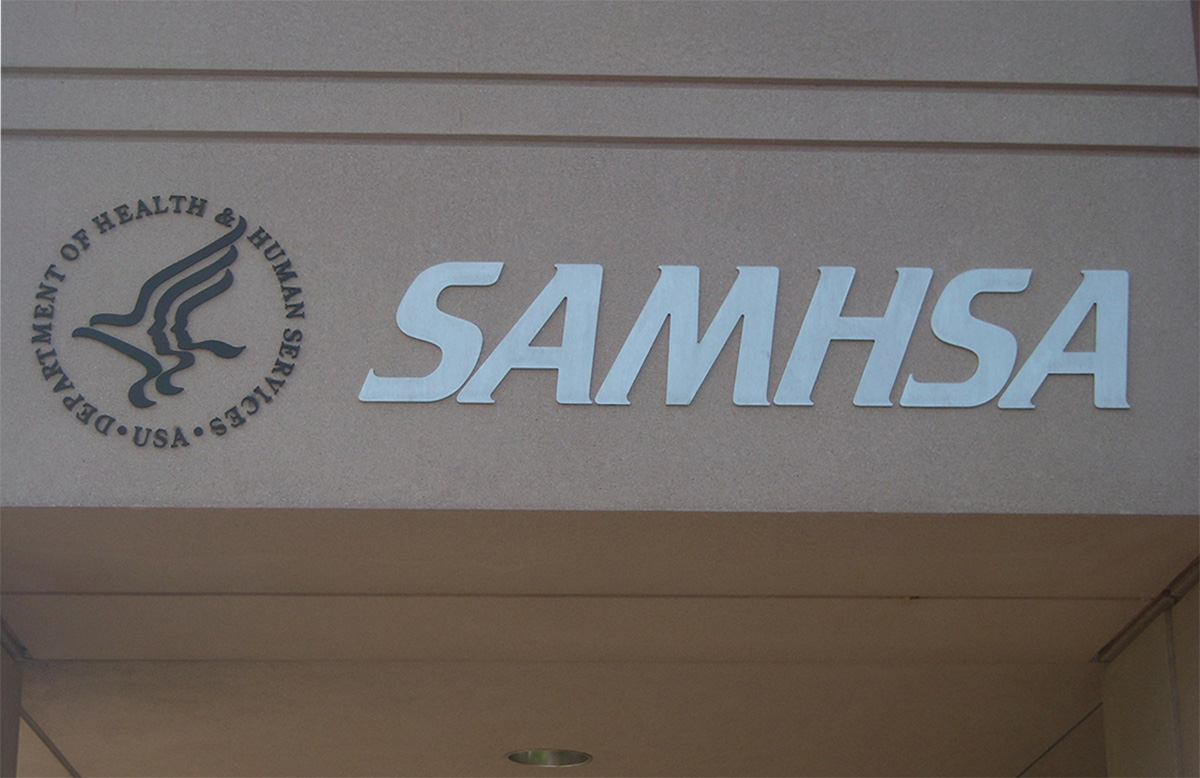 DEPARTMENT OF HEALTH & HUMAN SERVICES • USA •
SAMHSA